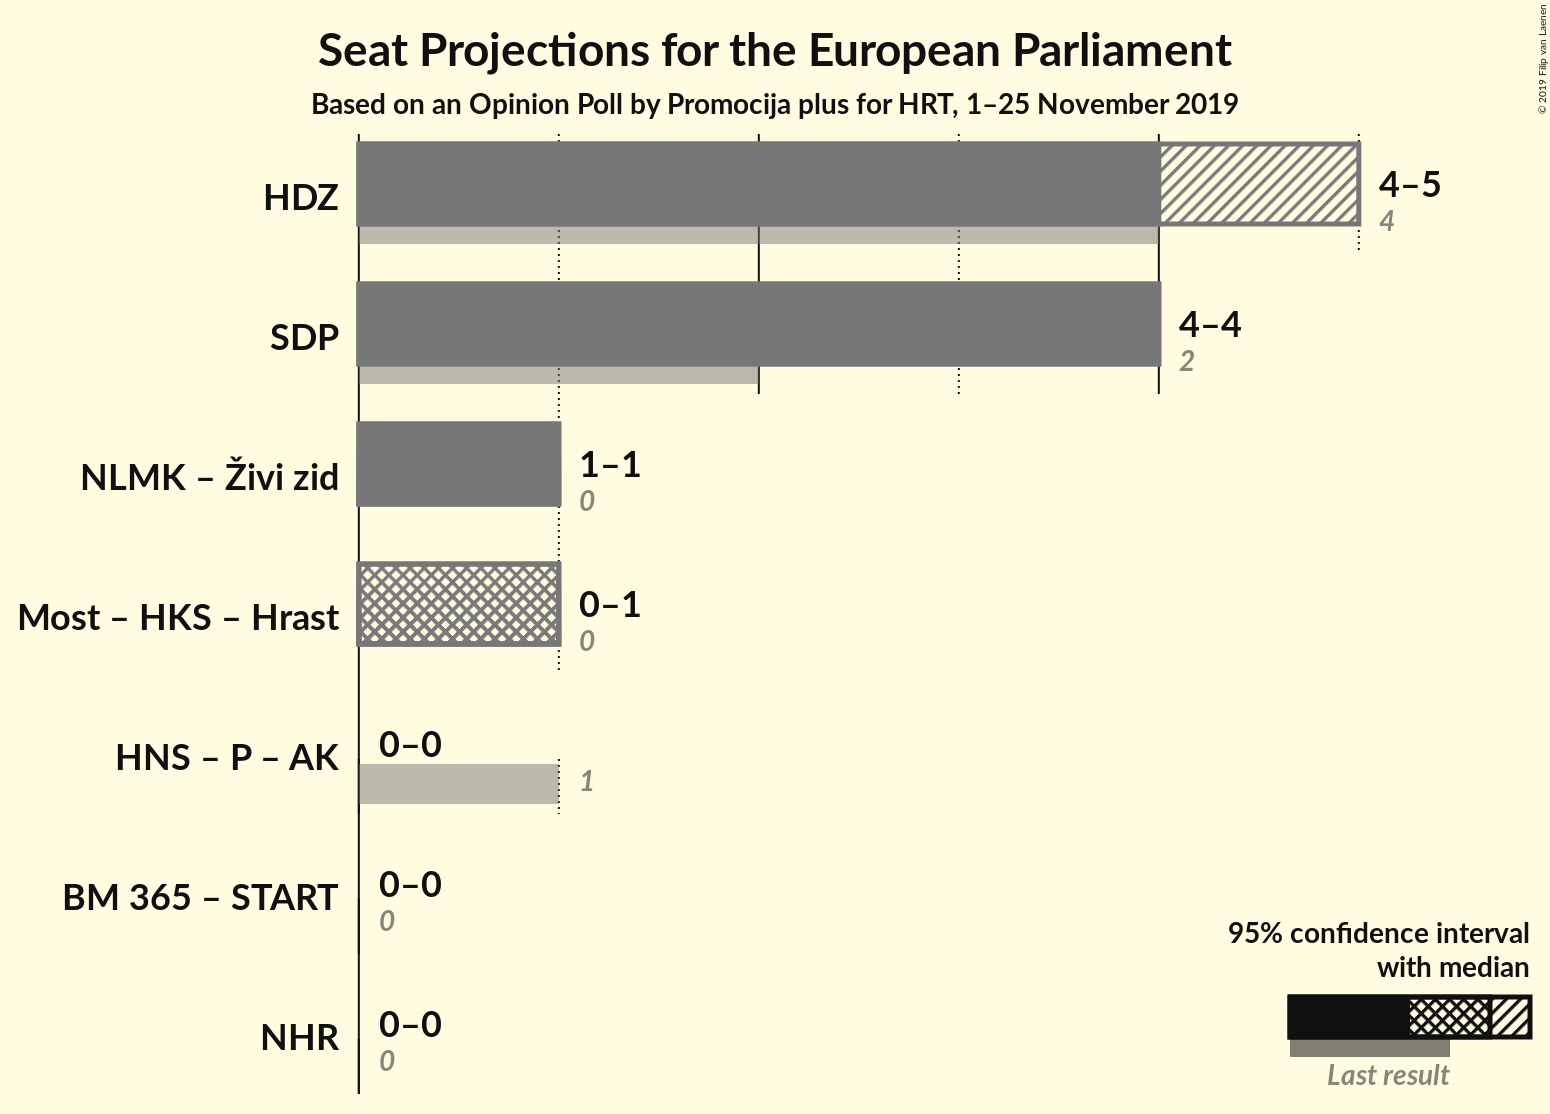 Seat Projections for the European Parliament
Based on an Opinion Poll by Promocija plus for HRT, 1–25 November 2019
© 2019 Filip van Laenen
HDZ
4–5
4
SDP
4–4
2
NLMK – Živi zid
1–1
0
Most – HKS – Hrast
0–1
0
HNS – P – AK
0–0
1
BM 365 – START
0–0
0
NHR
0–0
0
95% confidence interval
with median
Last result